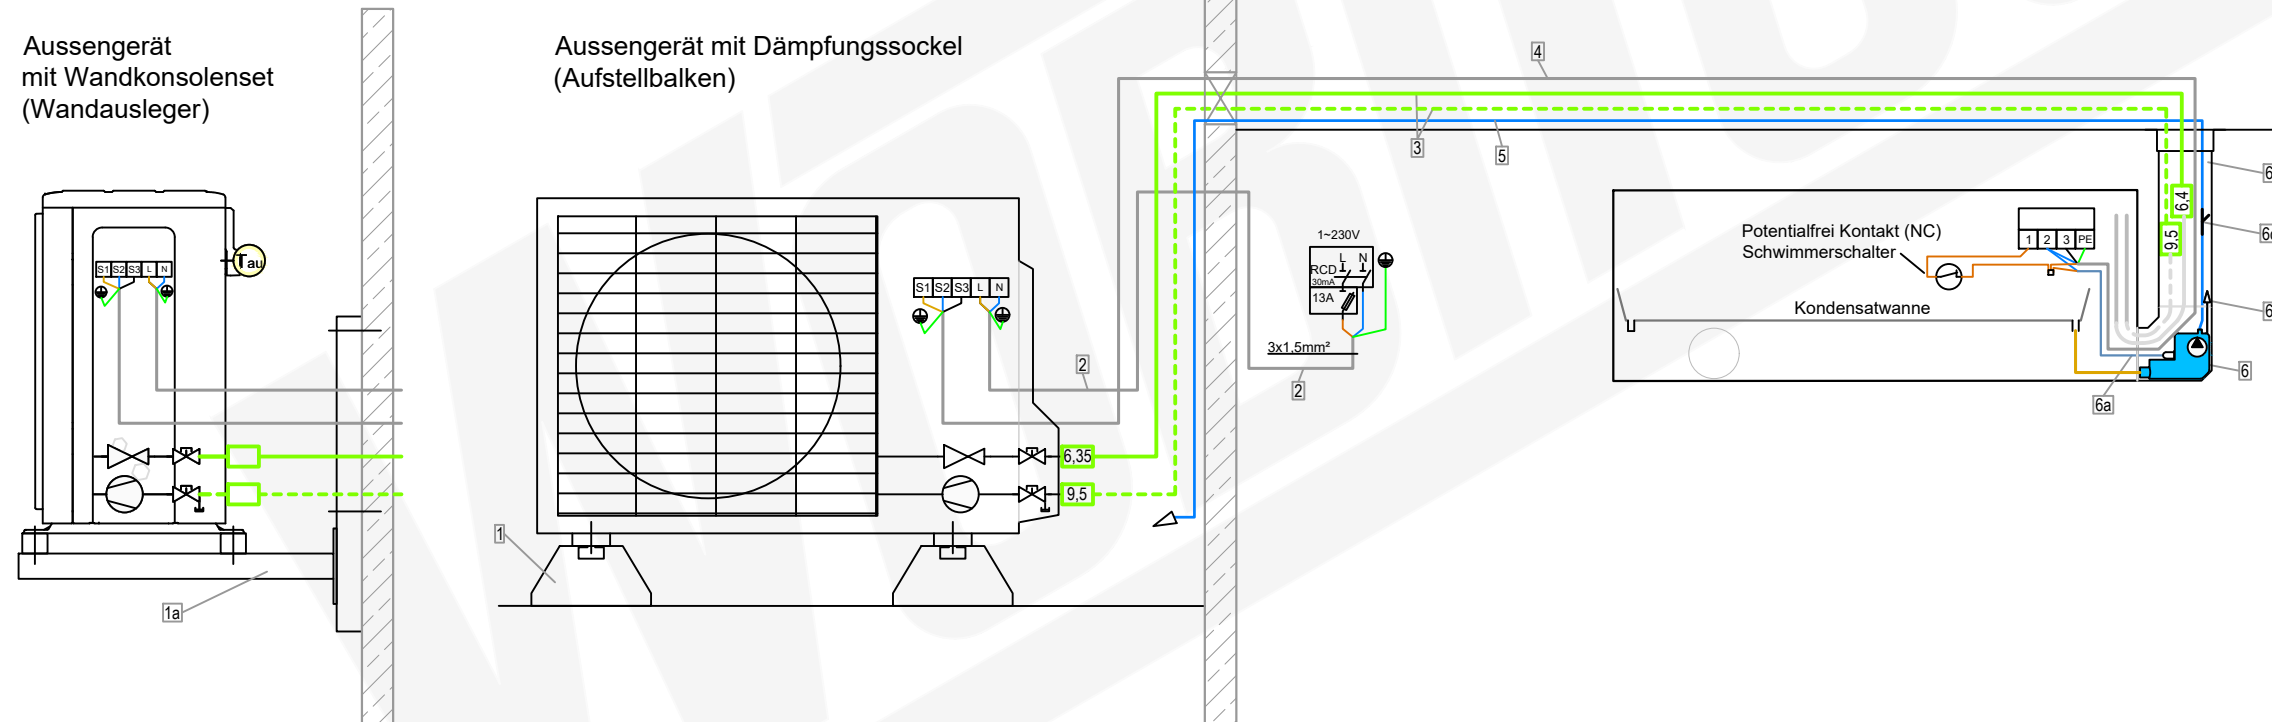 Aussengerät
mit Wandkonsolenset
(Wandausleger)
Tau
S1 S2 S3 L N
1a
Aussengerät mit Dämpfungssockel
(Aufstellbalken)
S1 S2 S3 L N
6,35
9,5
1
2
1~230V
L N
RCD
30mA
13A
3x1,5mm²
2
4
3
5
Potentialfrei Kontakt (NC)
Schwimmerschalter
1 2 3 PE
Kondensatwanne
6,4
9,5
6
6a